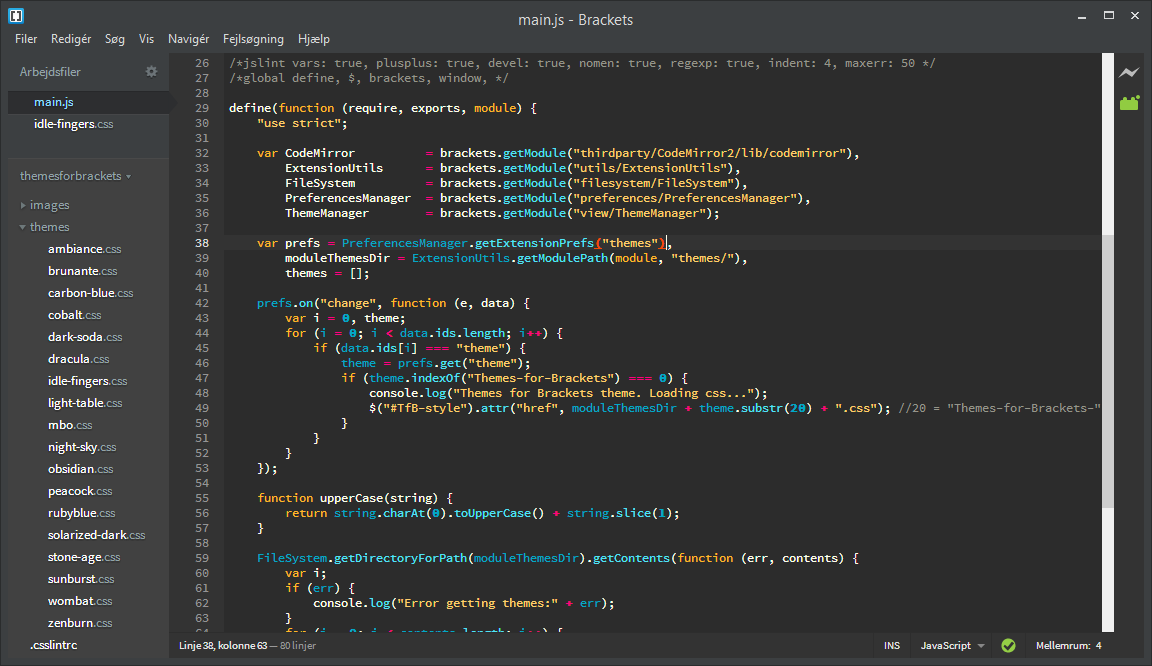 main.js - Brackets
Filer Redigér Søg Vis Navigér Fejlsøgning Hjælp
Arbejdsfiler
main.js
idle-fingers.css
themesforbrackets
images
themes
ambiance.css
brunante.css
carbon-blue.css
cobalt.css
dark-soda.css
dracula.css
idle-fingers.css
light-table.css
mbo.css
night-sky.css
obsidian.css
peacock.css
rubyblue.css
solarized-dark.css
stone-age.css
sunburst.css
wombat.css
zenburn.css
.csslintrc
26 /*jslint vars: true, plusplus: true, devel: true, nomen: true, regexp: true, indent: 4, maxerr: 50 */
27 /*global define, $, brackets, window, */
28
29 define(function (require, exports, module) {
30     "use strict";
31
32     var CodeMirror          = brackets.getModule("thirdparty/CodeMirror2/lib/codemirror"),
33         ExtensionUtils      = brackets.getModule("utils/ExtensionUtils"),
34         FileSystem          = brackets.getModule("filesystem/FileSystem"),
35         PreferencesManager  = brackets.getModule("preferences/PreferencesManager"),
36         ThemeManager        = brackets.getModule("view/ThemeManager");
37
38     var prefs = PreferencesManager.getExtensionPrefs("themes"),
39         moduleThemesDir = ExtensionUtils.getModulePath(module, "themes/"),
40         themes = [];
41
42     prefs.on("change", function (e, data) {
43         var i = 0, theme;
44         for (i = 0; i < data.ids.length; i++) {
45             if (data.ids[i] === "theme") {
46                 theme = prefs.get("theme");
47                 if (theme.indexOf("Themes-for-Brackets") === 0) {
48                     console.log("Themes for Brackets theme. Loading css...");
49                     $("#TfB-style").attr("href", moduleThemesDir + theme.substr(20) + ".css"); //20 = "Themes-for-Brackets-"
50                 }
51             }
52         }
53     });
54
55     function upperCase(string) {
56         return string.charAt(0).toUpperCase() + string.slice(1);
57     }
58
59     FileSystem.getDirectoryForPath(moduleThemesDir).getContents(function (err, contents) {
60         var i;
61         if (err) {
62             console.log("Error getting themes:" + err);
63         }
64         for (i = 0; i < contents.length; i++) {
Linje 38, kolonne 63 — 80 linjer INS JavaScript Mellemrum: 4